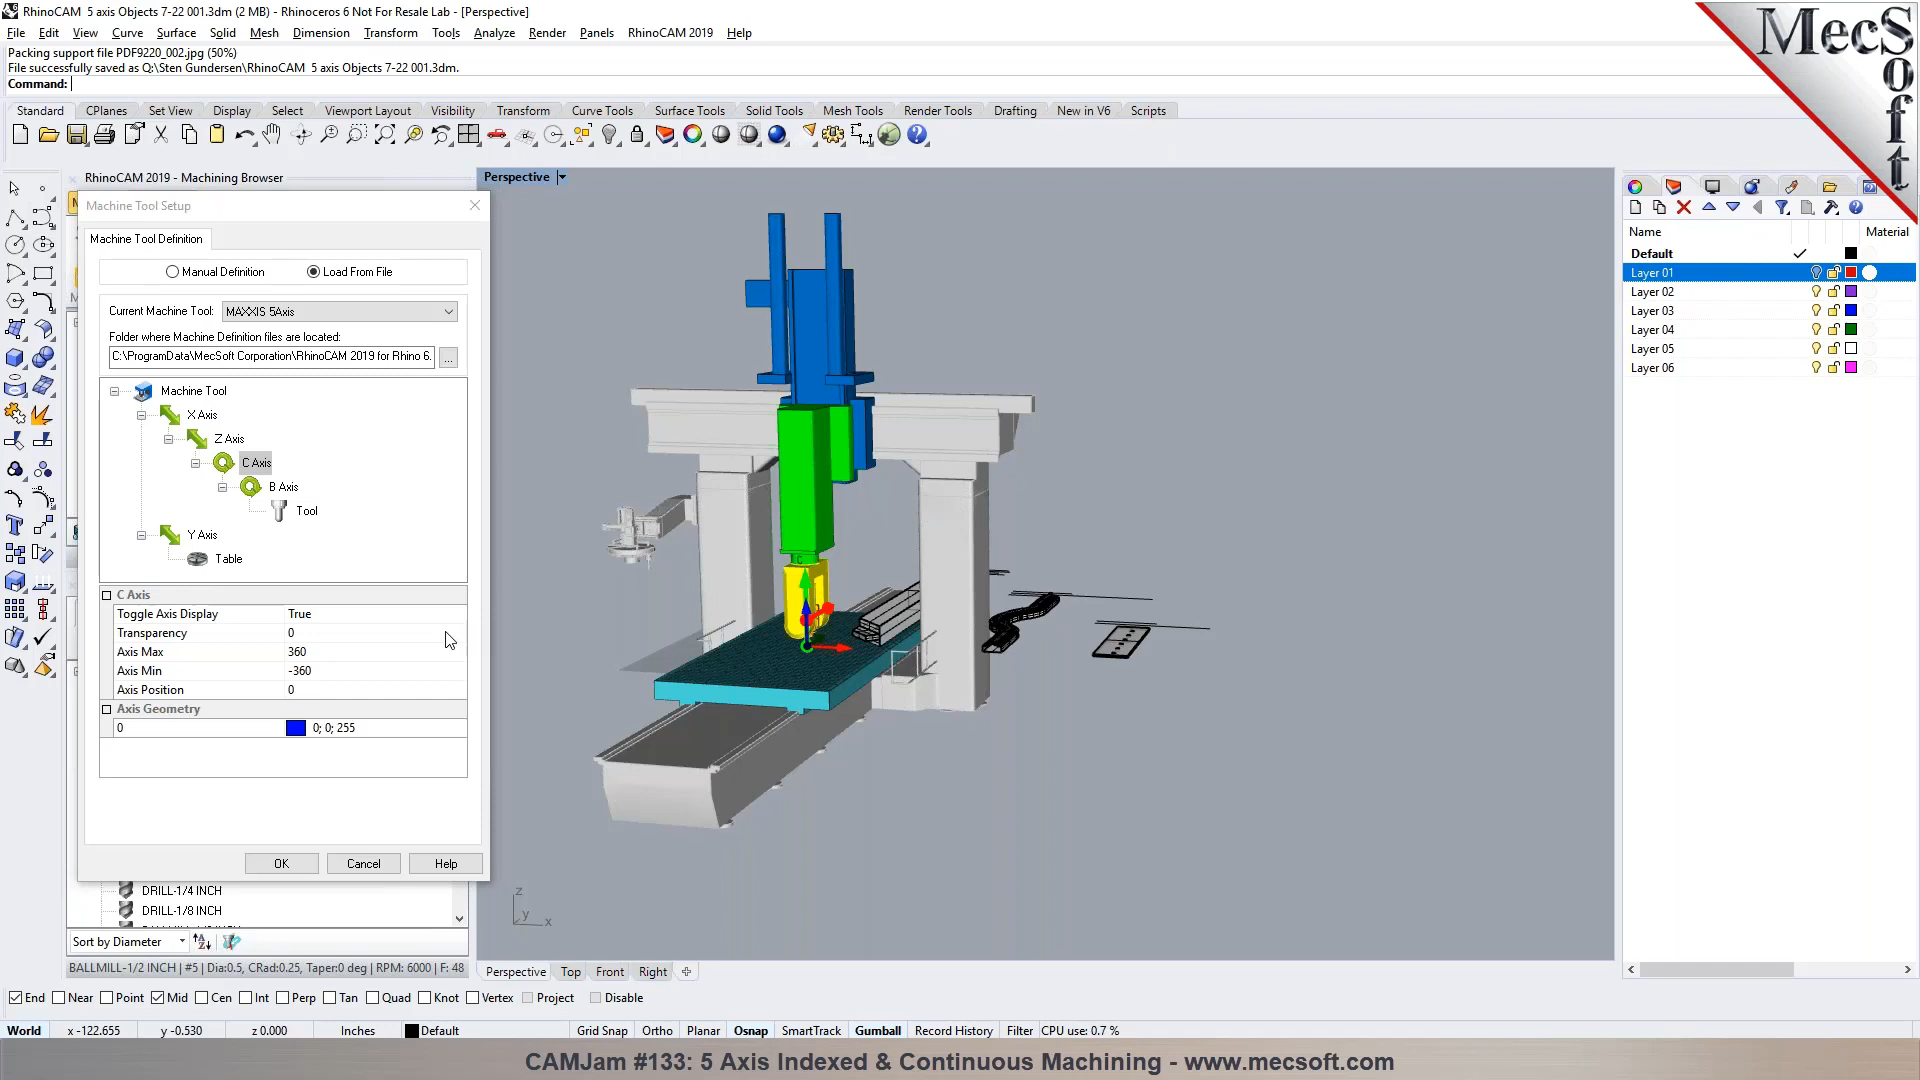 RhinoCAM  5 axis Objects 7-22 001.3dm (2 MB) - Rhinoceros 6 Not For Resale Lab - [Perspective]
File Edit View Curve Surface Solid Mesh Dimension Transform Tools Analyze Render Panels RhinoCAM 2019 Help
Packing support file PDF9220_002.jpg (50%)
File successfully saved as Q:\Sten Gundersen\RhinoCAM  5 axis Objects 7-22 001.3dm.
Command:
Standard CPlanes Set View Display Select Viewport Layout Visibility Transform Curve Tools Surface Tools Solid Tools Mesh Tools Render Tools Drafting New in V6 Scripts
MecSoft
RhinoCAM 2019 - Machining Browser
Perspective
Machine Tool Setup
Machine Tool Definition
Manual Definition Load From File
Current Machine Tool: MAXXIS 5Axis
Folder where Machine Definition files are located:
C:\ProgramData\MecSoft Corporation\RhinoCAM 2019 for Rhino 6. ...
Machine Tool
X Axis
Z Axis
C Axis
B Axis
Tool
Y Axis
Table
C Axis
Toggle Axis Display True
Transparency 0
Axis Max 360
Axis Min -360
Axis Position 0
Axis Geometry
0 0; 0; 255
OK Cancel Help
DRILL-1/4 INCH
DRILL-1/8 INCH
Sort by Diameter
BALLMILL-1/2 INCH | #5 | Dia:0.5, CRad:0.25, Taper:0 deg | RPM: 6000 | F: 48
Name Material
Default
Layer 01
Layer 02
Layer 03
Layer 04
Layer 05
Layer 06
C
z
y
x
Perspective Top Front Right
End Near Point Mid Cen Int Perp Tan Quad Knot Vertex Project Disable
World x -122.655 y -0.530 z 0.000 Inches Default Grid Snap Ortho Planar Osnap SmartTrack Gumball Record History Filter CPU use: 0.7 %
CAMJam #133: 5 Axis Indexed & Continuous Machining - www.mecsoft.com